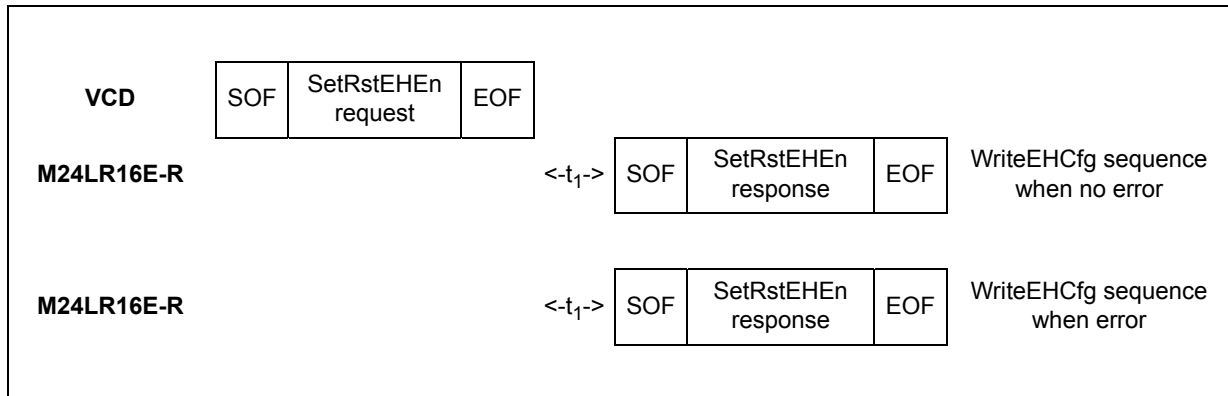 VCD SOF SetRstEHEn request EOF
M24LR16E-R <-t₁-> SOF SetRstEHEn response EOF WriteEHCfg sequence when no error
M24LR16E-R <-t₁-> SOF SetRstEHEn response EOF WriteEHCfg sequence when error